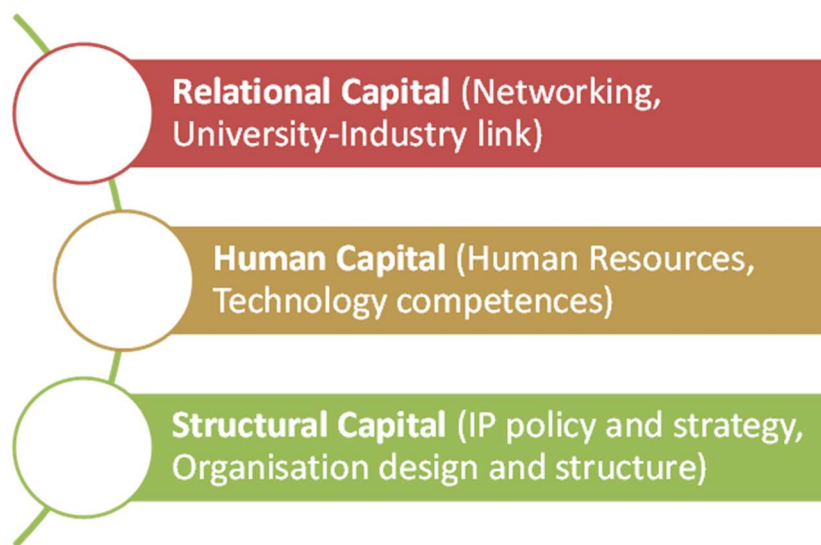 Relational Capital (Networking,
University-Industry link)
Human Capital (Human Resources,
Technology competences)
Structural Capital (IP policy and strategy,
Organisation design and structure)